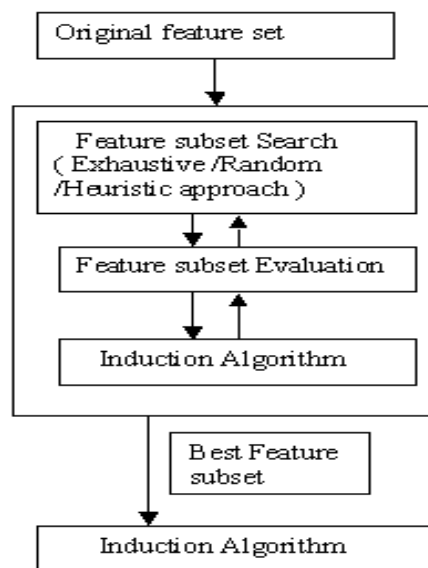 Original feature set
Feature subset Search
( Exhaustive /Random
/Heuristic approach )
Feature subset Evaluation
Induction Algorithm
Best Feature
subset
Induction Algorithm